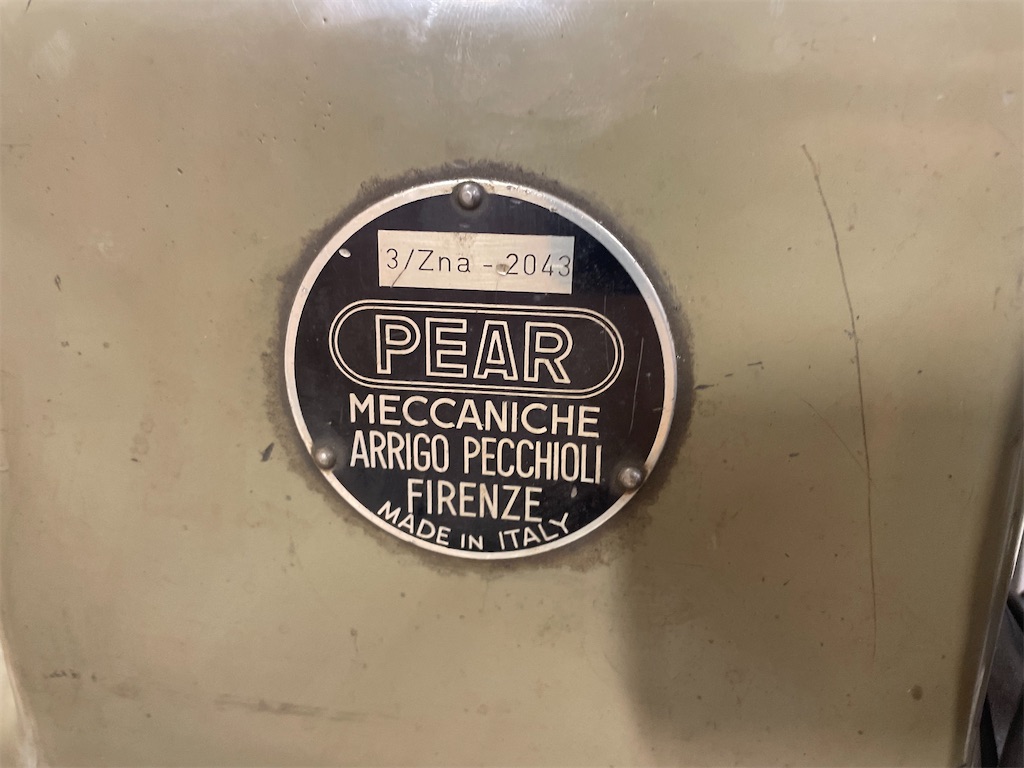 3/Zna - 2043
PEAR
MECCANICHE
ARRIGO PECCHIOLI
FIRENZE
MADE IN ITALY